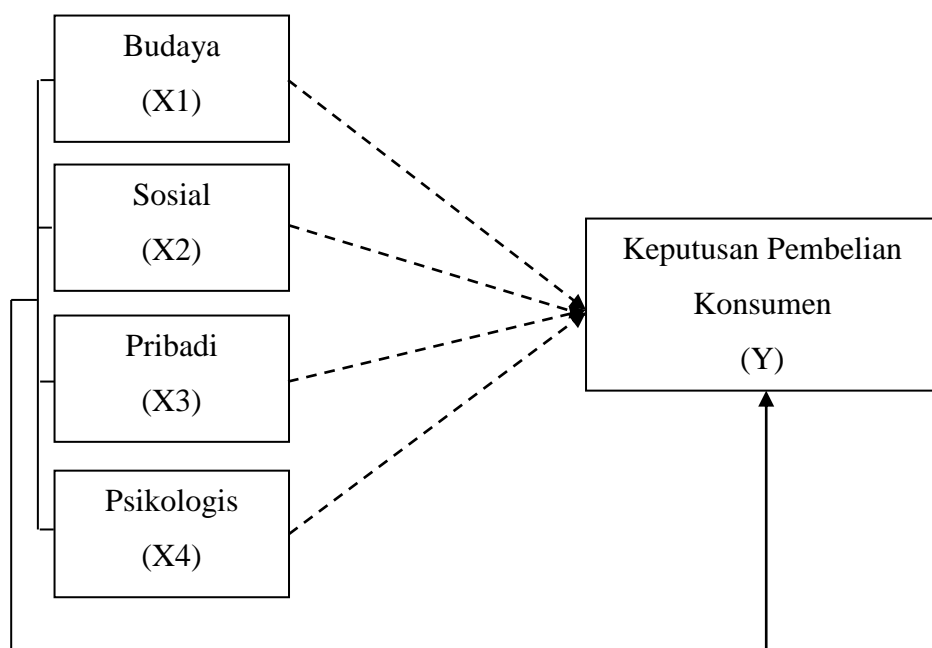 Budaya
(X1)
Sosial
(X2)
Pribadi
(X3)
Psikologis
(X4)
Keputusan Pembelian
Konsumen
(Y)